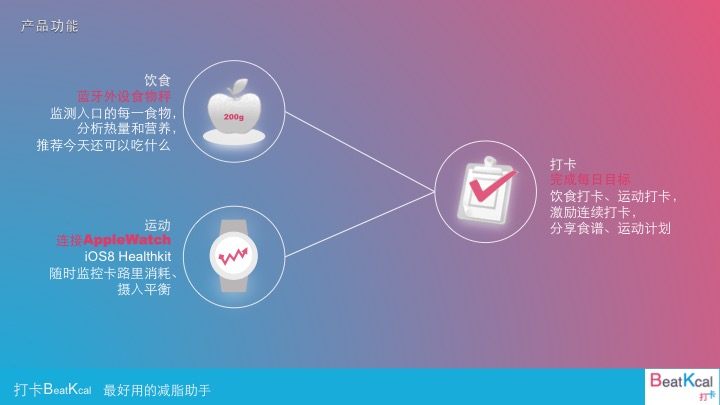 产品功能
饮食
蓝牙外设食物秤
监测入口的每一食物，
分析热量和营养，
推荐今天还可以吃什么
200g
运动
连接AppleWatch
iOS8 Healthkit
随时监控卡路里消耗、
摄入平衡
打卡
完成每日目标
饮食打卡、运动打卡，
激励连续打卡，
分享食谱、运动计划
打卡BeatKcal 最好用的减脂助手
BeatKcal
打卡